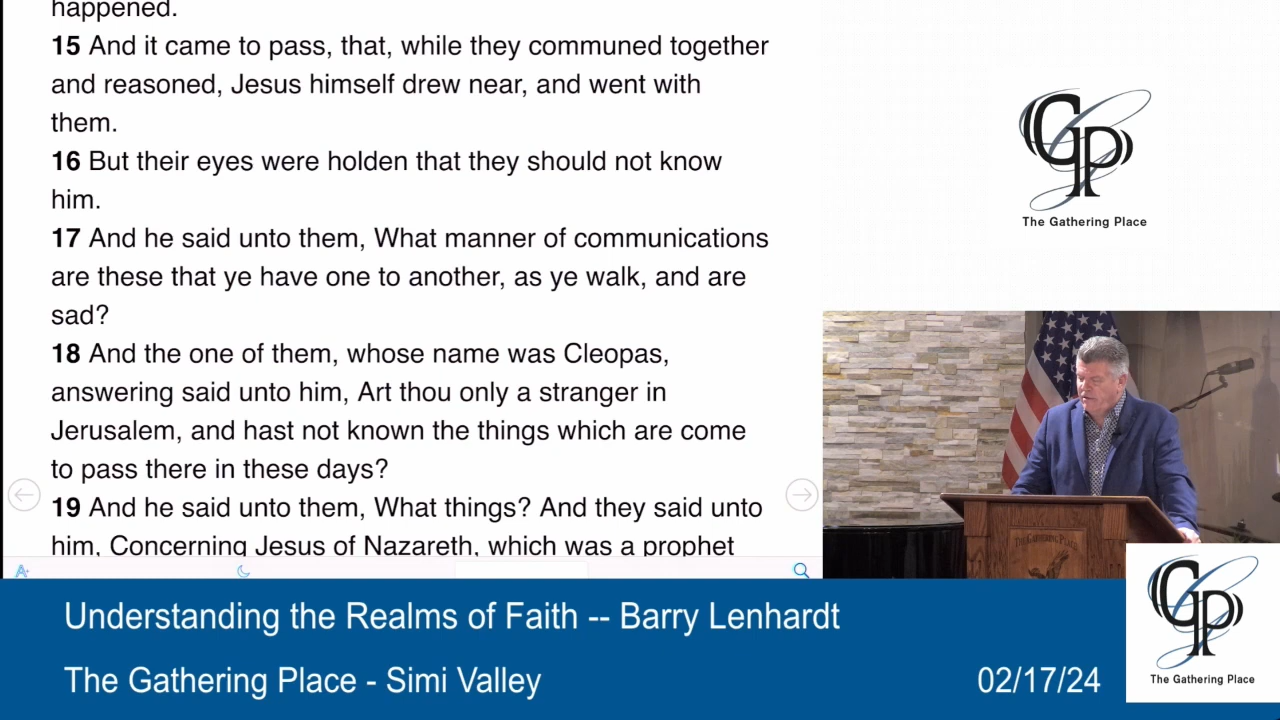 happened.
15 And it came to pass, that, while they communed together
and reasoned, Jesus himself drew near, and went with
them.
16 But their eyes were holden that they should not know
him.
17 And he said unto them, What manner of communications
are these that ye have one to another, as ye walk, and are
sad?
18 And the one of them, whose name was Cleopas,
answering said unto him, Art thou only a stranger in
Jerusalem, and hast not known the things which are come
to pass there in these days?
19 And he said unto them, What things? And they said unto
him, Concerning Jesus of Nazareth, which was a prophet
A+
GP
The Gathering Place
THE GATHERING PLACE
Understanding the Realms of Faith -- Barry Lenhardt
The Gathering Place - Simi Valley
02/17/24
GP
The Gathering Place